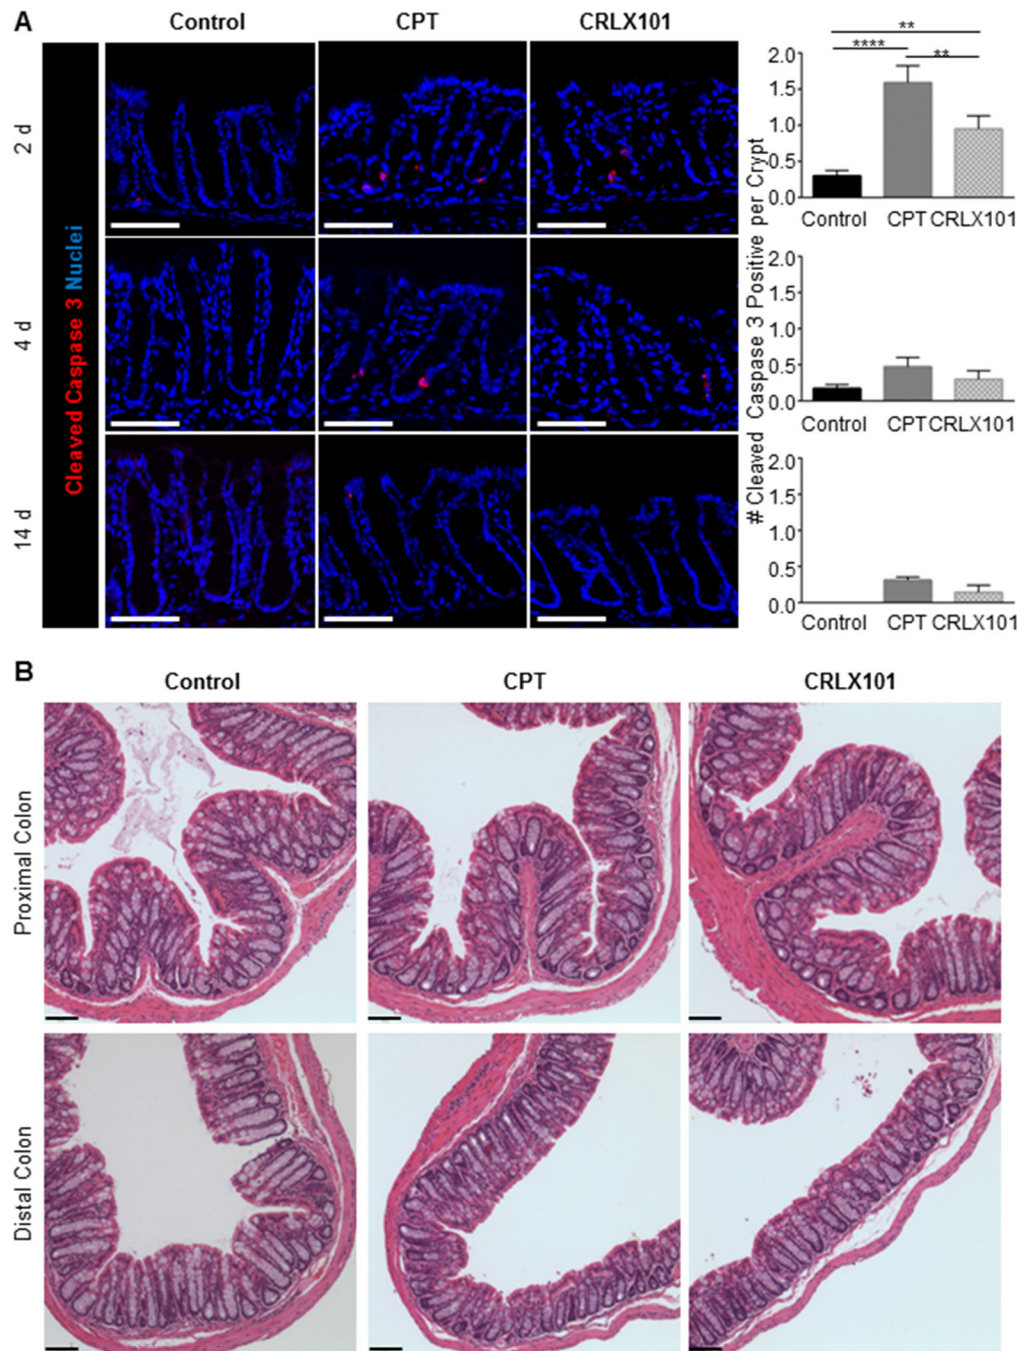 A
Control CPT CRLX101
2 d
4 d
14 d
Cleaved Caspase 3 Nuclei
# Cleaved Caspase 3 Positive per Crypt
**
**** **
2.0
1.5
1.0
0.5
0.0
Control CPT CRLX101
2.0
1.5
1.0
0.5
0.0
Control CPT CRLX101
2.0
1.5
1.0
0.5
0.0
Control CPT CRLX101
B
Control CPT CRLX101
Proximal Colon
Distal Colon